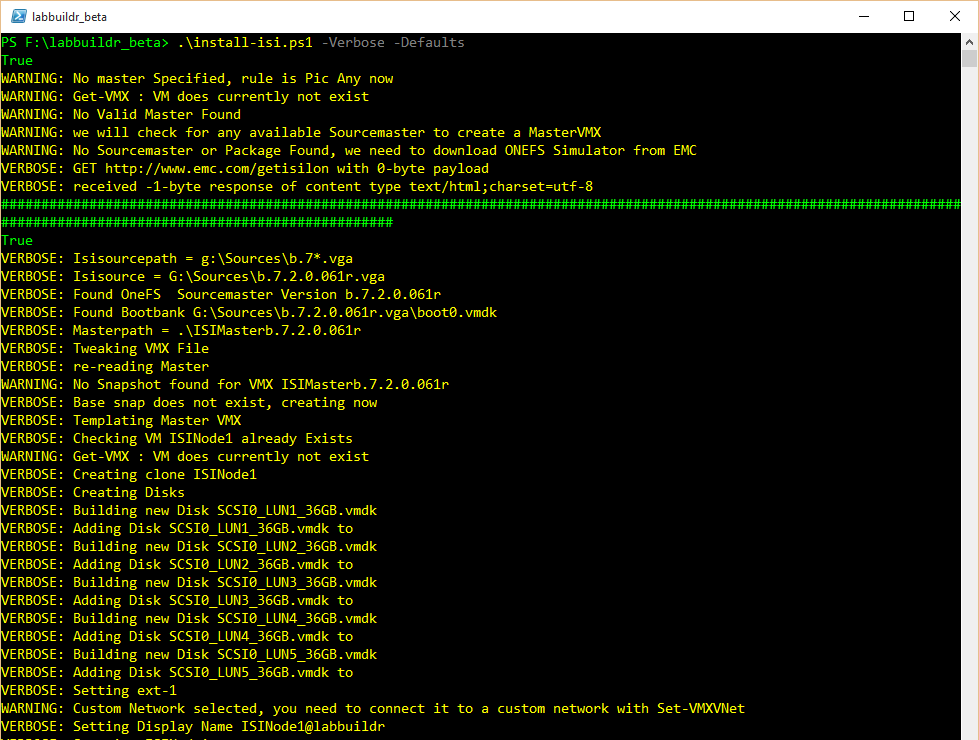 labbuildr_beta
PS F:\labbuildr_beta> .\install-isi.ps1 -Verbose -Defaults
True
WARNING: No master Specified, rule is Pic Any now
WARNING: Get-VMX : VM does currently not exist
WARNING: No Valid Master Found
WARNING: we will check for any available Sourcemaster to create a MasterVMX
WARNING: No Sourcemaster or Package Found, we need to download ONEFS Simulator from EMC
VERBOSE: GET http://www.emc.com/getisilon with 0-byte payload
VERBOSE: received -1-byte response of content type text/html;charset=utf-8
########################################################################################################################
#################################################
True
VERBOSE: Isisourcepath = g:\Sources\b.7*.vga
VERBOSE: Isisource = G:\Sources\b.7.2.0.061r.vga
VERBOSE: Found OneFS  Sourcemaster Version b.7.2.0.061r
VERBOSE: Found Bootbank G:\Sources\b.7.2.0.061r.vga\boot0.vmdk
VERBOSE: Masterpath = .\ISIMasterb.7.2.0.061r
VERBOSE: Tweaking VMX File
VERBOSE: re-reading Master
WARNING: No Snapshot found for VMX ISIMasterb.7.2.0.061r
VERBOSE: Base snap does not exist, creating now
VERBOSE: Templating Master VMX
VERBOSE: Checking VM ISINode1 already Exists
WARNING: Get-VMX : VM does currently not exist
VERBOSE: Creating clone ISINode1
VERBOSE: Creating Disks
VERBOSE: Building new Disk SCSI0_LUN1_36GB.vmdk
VERBOSE: Adding Disk SCSI0_LUN1_36GB.vmdk to
VERBOSE: Building new Disk SCSI0_LUN2_36GB.vmdk
VERBOSE: Adding Disk SCSI0_LUN2_36GB.vmdk to
VERBOSE: Building new Disk SCSI0_LUN3_36GB.vmdk
VERBOSE: Adding Disk SCSI0_LUN3_36GB.vmdk to
VERBOSE: Building new Disk SCSI0_LUN4_36GB.vmdk
VERBOSE: Adding Disk SCSI0_LUN4_36GB.vmdk to
VERBOSE: Building new Disk SCSI0_LUN5_36GB.vmdk
VERBOSE: Adding Disk SCSI0_LUN5_36GB.vmdk to
VERBOSE: Setting ext-1
WARNING: Custom Network selected, you need to connect it to a custom network with Set-VMXVNet
VERBOSE: Setting Display Name ISINode1@labbuildr